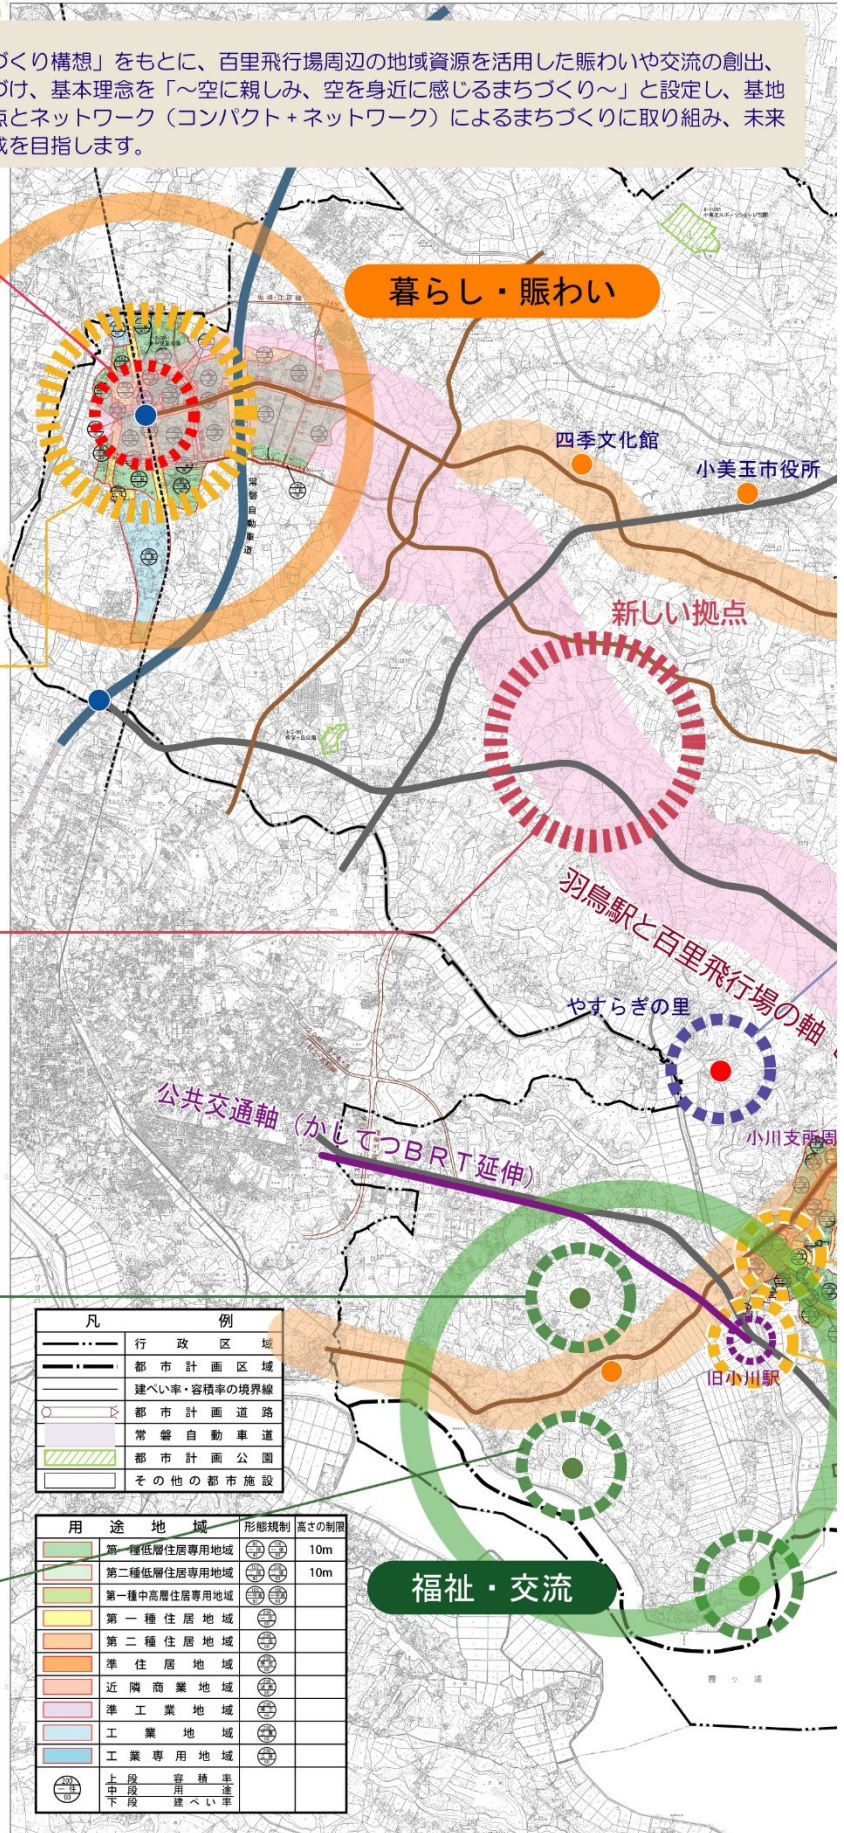 づくり構想」をもとに、百里飛行場周辺の地域資源を活用した賑わいや交流の創出、
づけ、基本理念を「〜空に親しみ、空を身近に感じるまちづくり〜」と設定し、基地
点とネットワーク（コンパクト＋ネットワーク）によるまちづくりに取り組み、未来
成を目指します。
暮らし・賑わい
四季文化館
小美玉市役所
常磐自動車道
新しい拠点
羽鳥駅と百里飛行場の軸
やすらぎの里
公共交通軸（かしてつBRT延伸）
小川支所周
旧小川駅
福祉・交流
霞ヶ浦
凡例
行政区域
都市計画区域
建ぺい率・容積率の境界線
都市計画道路
常磐自動車道
都市計画公園
その他の都市施設
用途地域 形態規制 高さの制限
第一種低層住居専用地域 10m
第二種低層住居専用地域 10m
第一種中高層住居専用地域
第一種住居地域
第二種住居地域
準住居地域
近隣商業地域
準工業地域
工業地域
工業専用地域
200 一住 60
上段 容積率
中段 用途
下段 建ぺい率